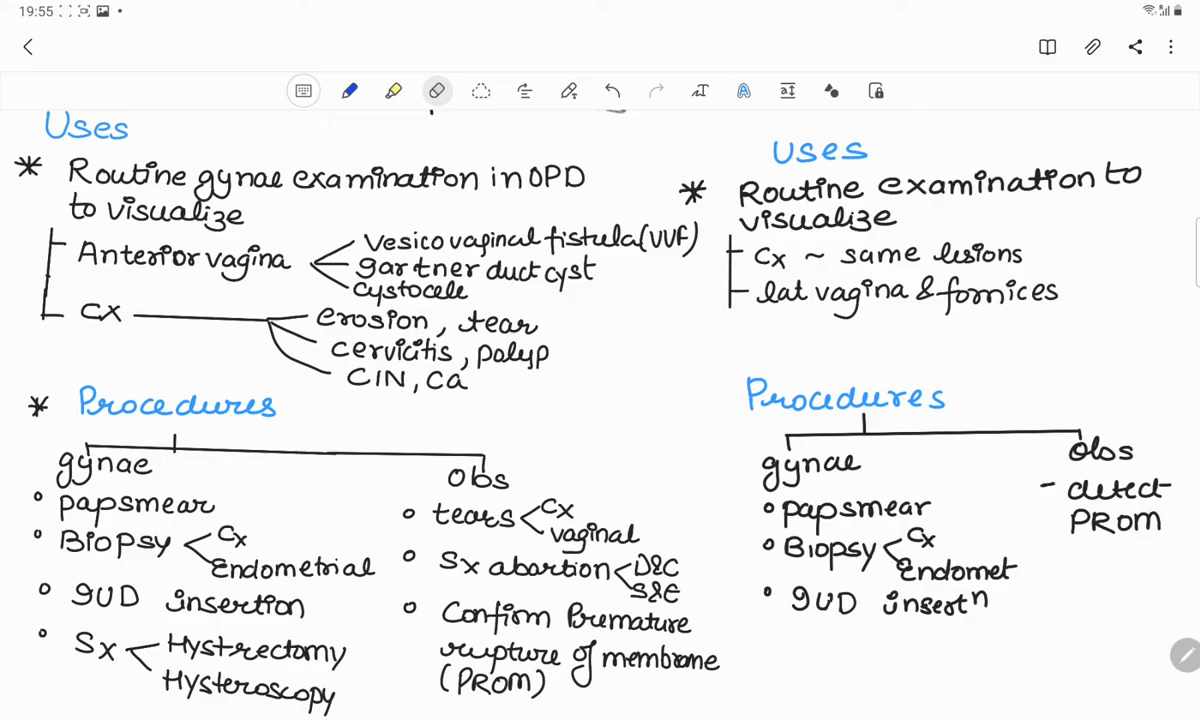 19:55
Uses
* Routine gynae examination in OPD
to visualize
Anterior vagina
Vesico vaginal fistula (VVF)
gartner duct cyst
cystocele
CX
erosion, tear
cervicitis, polyp
CIN, Ca
* Procedures
gynae
• papsmear
• Biopsy
Cx
Endometrial
• IUD insertion
• Sx
Hystrectomy
Hysteroscopy
obs
• tears
Cx
vaginal
• Sx abortion
D&C
S&E
• Confirm Premature
rupture of membrane
(PROM)
uses
* Routine examination to
visualize
Cx ~ same lesions
lat vagina & fornices
Procedures
gynae
• papsmear
• Biopsy
Cx
Endomet
• IUD insertn
obs
- detect
PROM